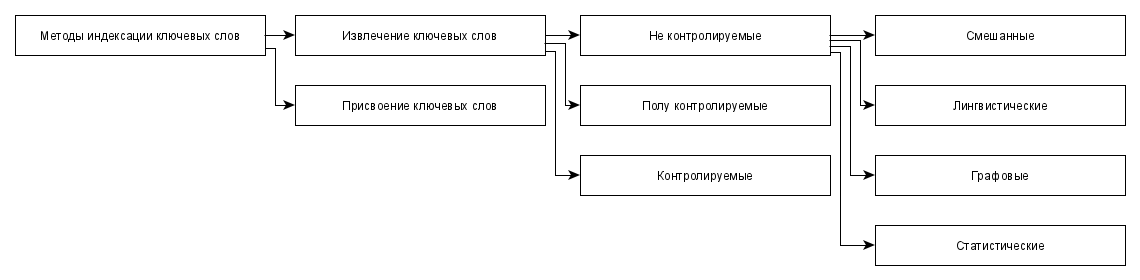 Методы индексации ключевых слов
Извлечение ключевых слов
Не контролируемые
Смешанные
Присвоение ключевых слов
Полу контролируемые
Лингвистические
Контролируемые
Графовые
Статистические